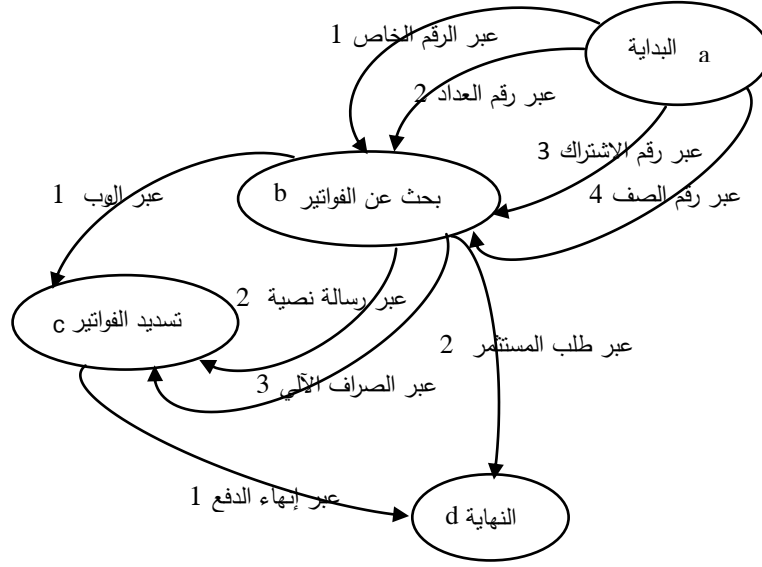 البداية a
عبر الرقم الخاص 1
عبر رقم العداد 2
عبر رقم الاشتراك 3
عبر رقم الصف 4
بحث عن الفواتير b
عبر الوب 1
عبر رسالة نصية 2
تسديد الفواتير c
عبر طلب المستثمر 2
عبر الصراف الآلي 3
عبر إنهاء الدفع 1
النهاية d